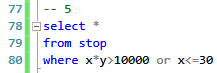 77 -- 5
78 select *
79 from stop
80 where x*y>10000 or x<=30